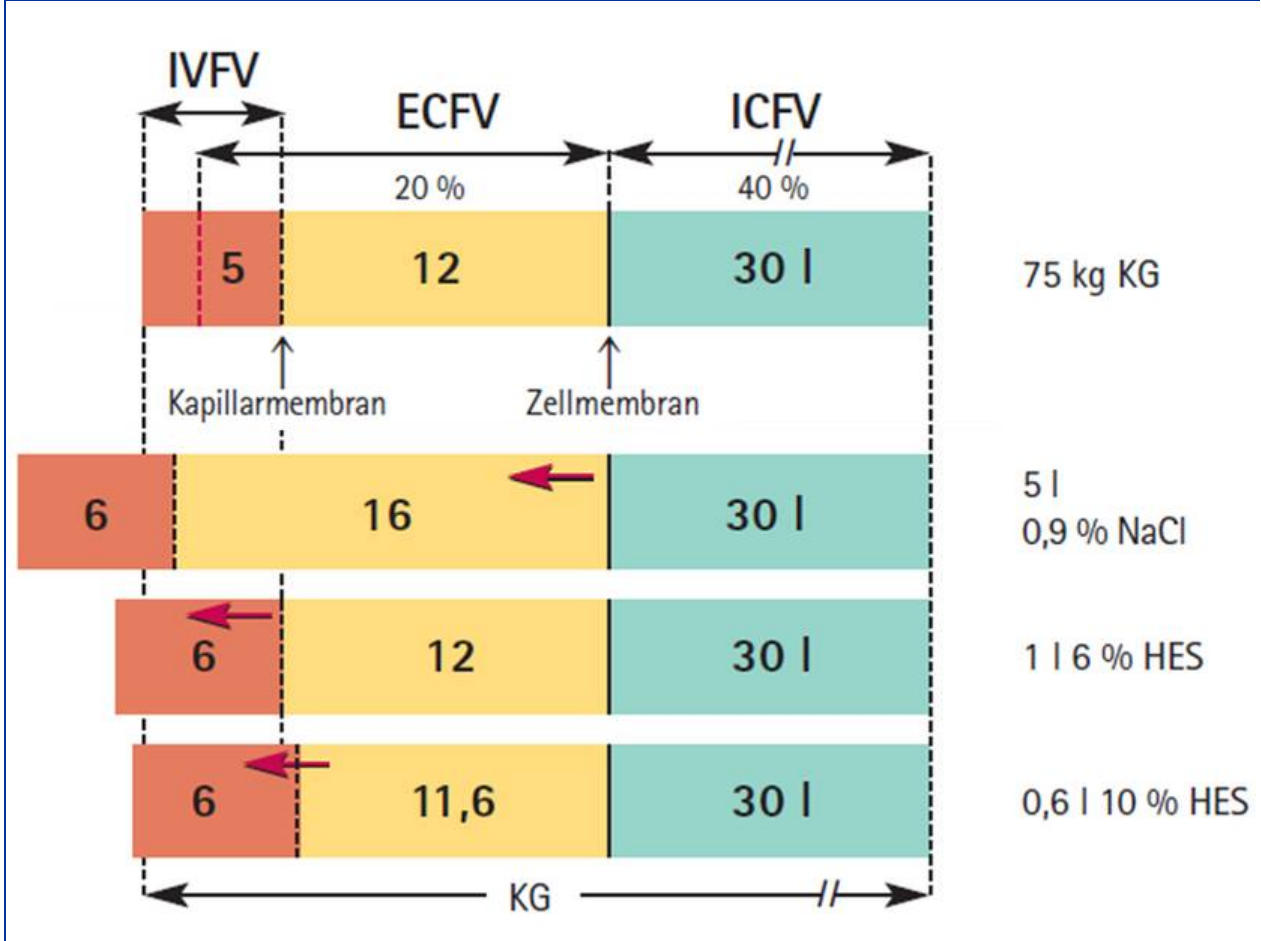 IVFV
ECFV
ICFV
20 %
40 %
5
12
30 l
75 kg KG
Kapillarmembran
Zellmembran
6
16
30 l
5 l
0,9 % NaCl
6
12
30 l
1 l 6 % HES
6
11,6
30 l
0,6 l 10 % HES
KG